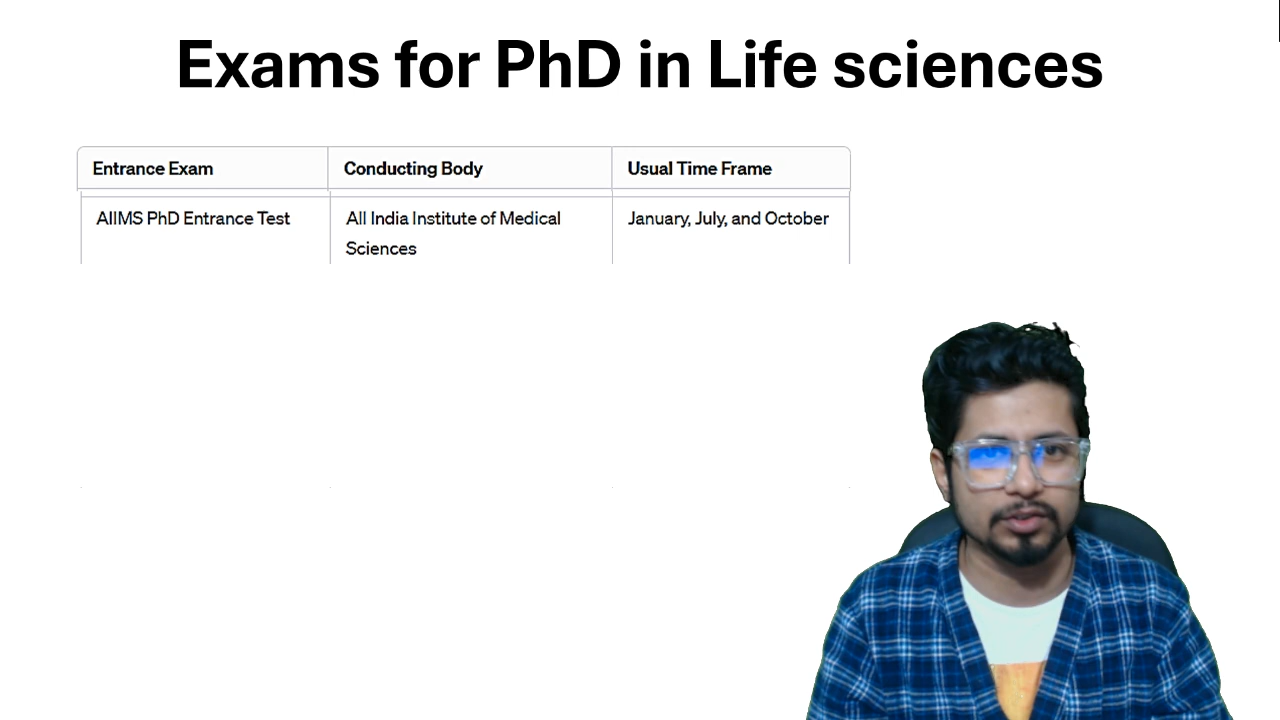 Exams for PhD in Life sciences
Entrance Exam Conducting Body Usual Time Frame
AIIMS PhD Entrance Test All India Institute of Medical January, July, and October
Sciences